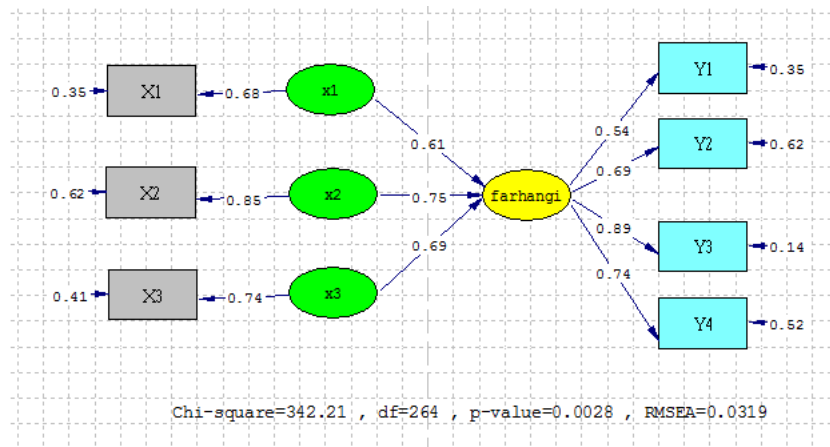 0.35 X1 0.68 x1
0.62 X2 0.85 x2
0.41 X3 0.74 x3
0.61
0.75
0.69
farhangi
0.54
0.69
0.89
0.74
Y1 0.35
Y2 0.62
Y3 0.14
Y4 0.52
Chi-square=342.21 , df=264 , p-value=0.0028 , RMSEA=0.0319